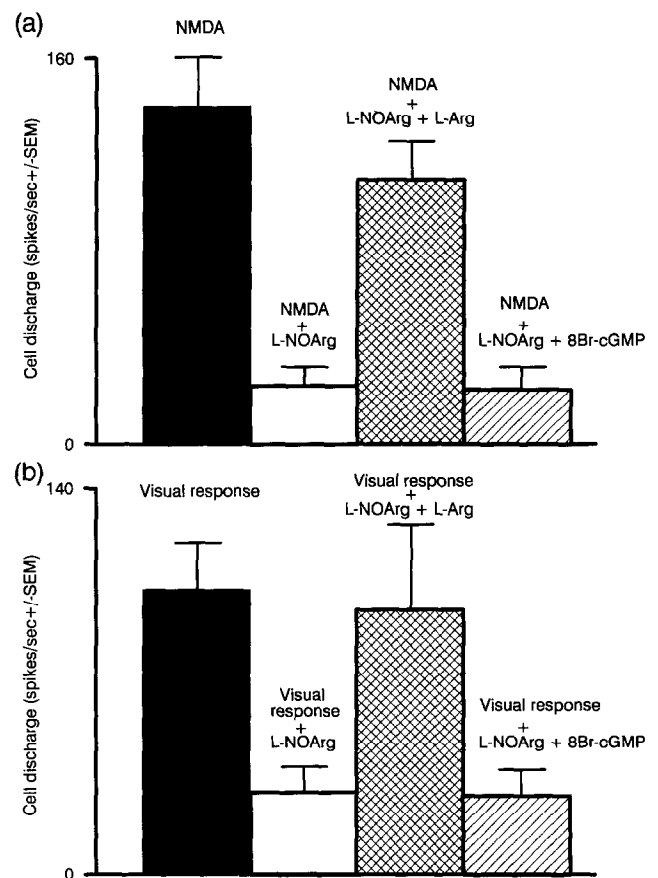 (a)
NMDA
160
NMDA
+
L-NOArg + L-Arg
NMDA
+
L-NOArg
NMDA
+
L-NOArg + 8Br-cGMP
Cell discharge (spikes/sec+/-SEM)
0
(b)
140
Visual response
Visual response
+
L-NOArg + L-Arg
Visual
response
+
L-NOArg
Visual response
+
L-NOArg + 8Br-cGMP
Cell discharge (spikes/sec+/-SEM)
0